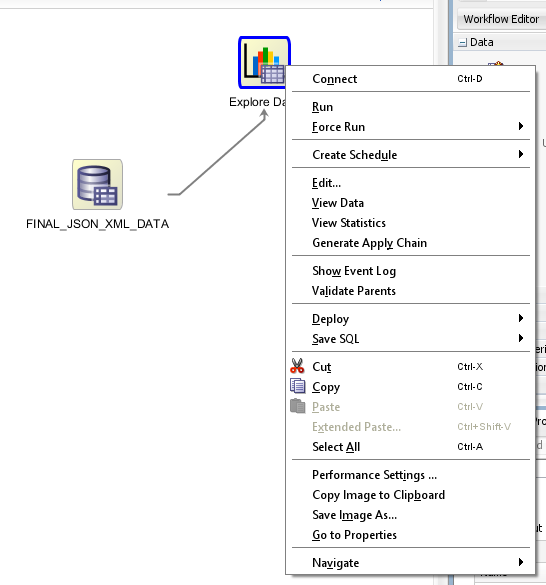 Workflow Editor
Data
Explore Da
FINAL_JSON_XML_DATA
Connect Ctrl-D
Run
Force Run
Create Schedule
Edit...
View Data
View Statistics
Generate Apply Chain
Show Event Log
Validate Parents
Deploy
Save SQL
Cut Ctrl-X
Copy Ctrl-C
Paste Ctrl-V
Extended Paste... Ctrl+Shift-V
Select All Ctrl-A
Performance Settings ...
Copy Image to Clipboard
Save Image As...
Go to Properties
Navigate